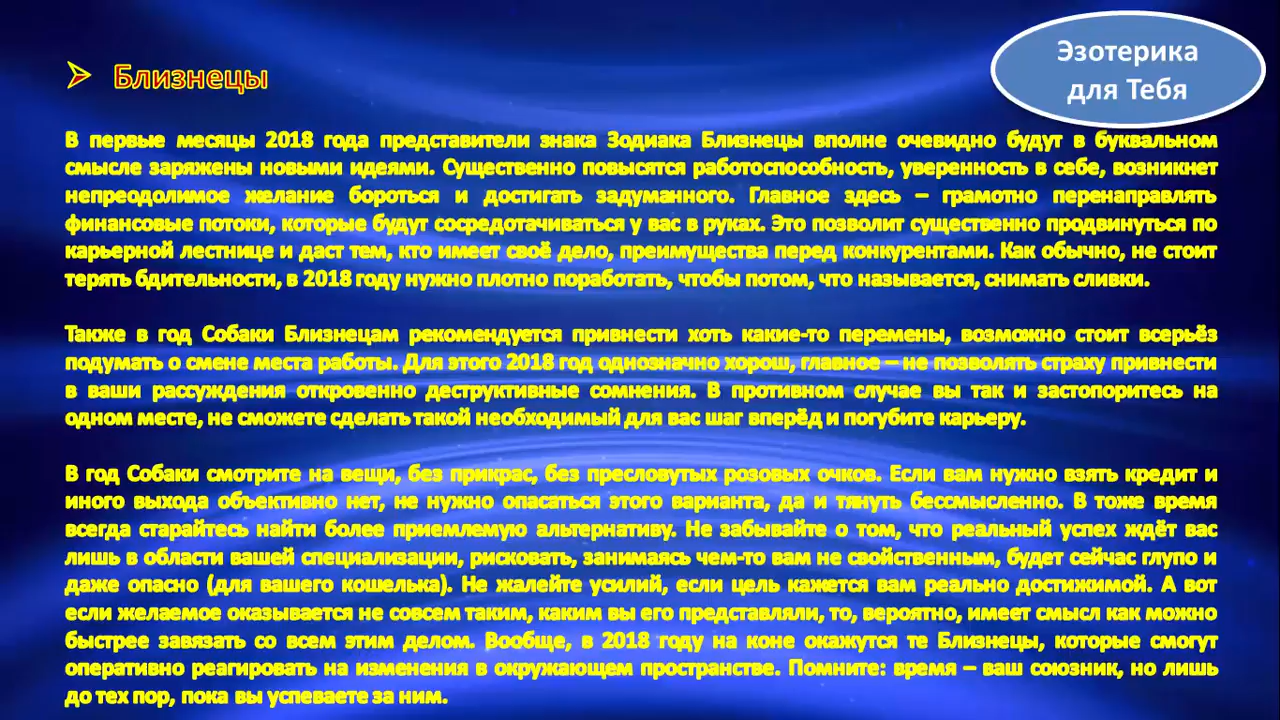 Эзотерика
для Тебя
Близнецы
В первые месяцы 2018 года представители знака Зодиака Близнецы вполне очевидно будут в буквальном
смысле заряжены новыми идеями. Существенно повысятся работоспособность, уверенность в себе, возникнет
непреодолимое желание бороться и достигать задуманного. Главное здесь – грамотно перенаправлять
финансовые потоки, которые будут сосредотачиваться у вас в руках. Это позволит существенно продвинуться по
карьерной лестнице и даст тем, кто имеет своё дело, преимущества перед конкурентами. Как обычно, не стоит
терять бдительности, в 2018 году нужно плотно поработать, чтобы потом, что называется, снимать сливки.
Также в год Собаки Близнецам рекомендуется привнести хоть какие-то перемены, возможно стоит всерьёз
подумать о смене места работы. Для этого 2018 год однозначно хорош, главное – не позволять страху привнести
в ваши рассуждения откровенно деструктивные сомнения. В противном случае вы так и застопоритесь на
одном месте, не сможете сделать такой необходимый для вас шаг вперёд и погубите карьеру.
В год Собаки смотрите на вещи, без прикрас, без пресловутых розовых очков. Если вам нужно взять кредит и
иного выхода объективно нет, не нужно опасаться этого варианта, да и тянуть бессмысленно. В тоже время
всегда старайтесь найти более приемлемую альтернативу. Не забывайте о том, что реальный успех ждёт вас
лишь в области вашей специализации, рисковать, занимаясь чем-то вам не свойственным, будет сейчас глупо и
даже опасно (для вашего кошелька). Не жалейте усилий, если цель кажется вам реально достижимой. А вот
если желаемое оказывается не совсем таким, каким вы его представляли, то, вероятно, имеет смысл как можно
быстрее завязать со всем этим делом. Вообще, в 2018 году на коне окажутся те Близнецы, которые смогут
оперативно реагировать на изменения в окружающем пространстве. Помните: время – ваш союзник, но лишь
до тех пор, пока вы успеваете за ним.